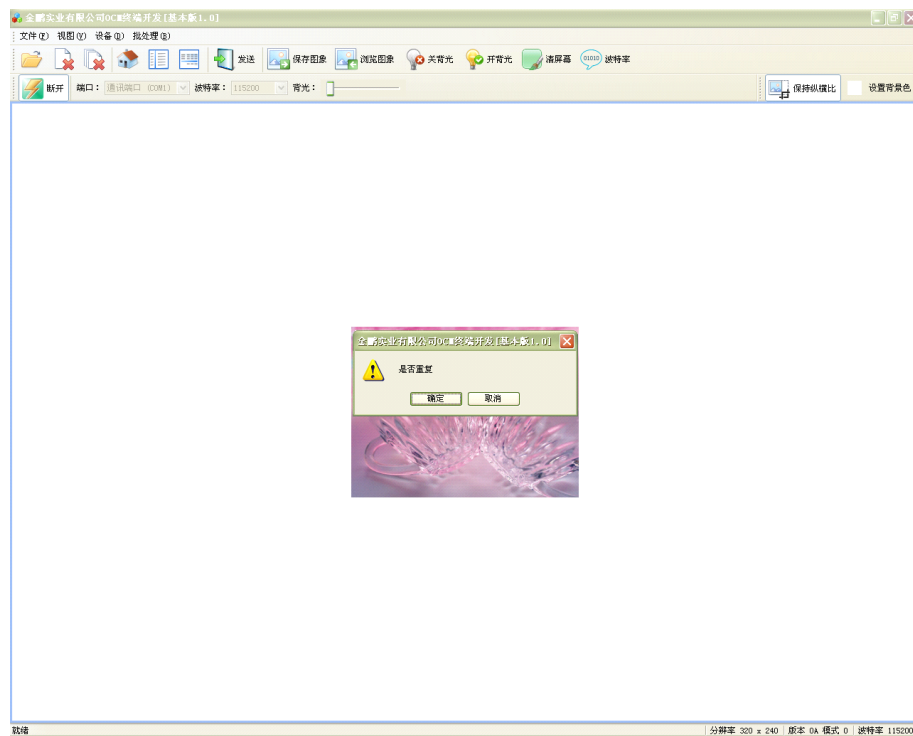 金鹏实业有限公司OCM终端开发[基本版1.0]
文件(F) 视图(V) 设备(D) 批处理(B)
发送 保存图象 浏览图象 关背光 开背光 清屏幕 01010 波特率
断开 端口: 通讯端口 (COM1) 波特率: 115200 背光: 保持纵横比 设置背景色
金鹏实业有限公司OCM终端开发[基本版1.0]
是否重复
确定 取消
就绪 分辨率 320 x 240 版本 0A 模式 0 波特率 115200